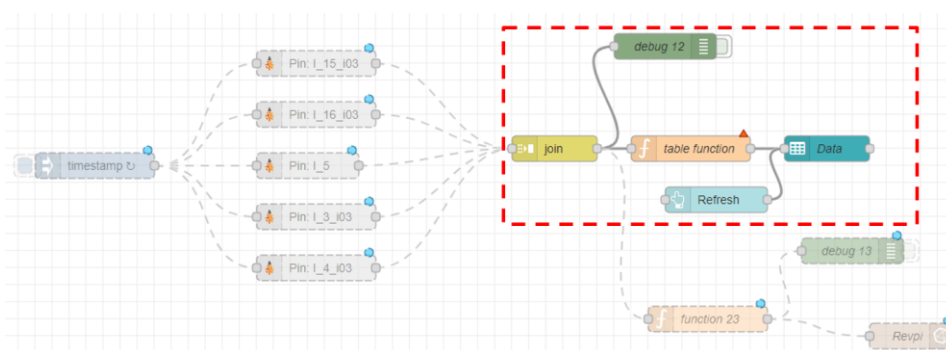 debug 12
Pin: I_15_i03
Pin: I_16_i03
timestamp ↻
Pin: I_5
join
table function
Data
Pin: I_3_i03
Refresh
Pin: I_4_i03
debug 13
function 23
Revpi